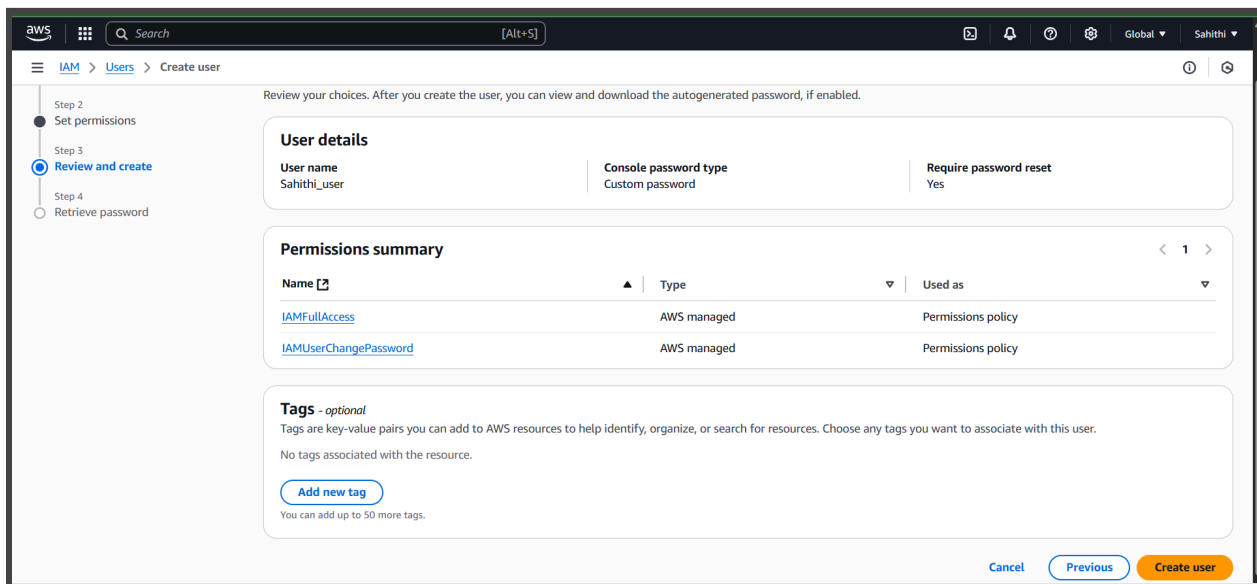 aws
Search [Alt+S]
Global Sahithi
IAM > Users > Create user
Step 2
Set permissions
Step 3
Review and create
Step 4
Retrieve password
Review your choices. After you create the user, you can view and download the autogenerated password, if enabled.
User details
User name Console password type Require password reset
Sahithi_user Custom password Yes
Permissions summary
< 1 >
Name Type Used as
IAMFullAccess AWS managed Permissions policy
IAMUserChangePassword AWS managed Permissions policy
Tags - optional
Tags are key-value pairs you can add to AWS resources to help identify, organize, or search for resources. Choose any tags you want to associate with this user.
No tags associated with the resource.
Add new tag
You can add up to 50 more tags.
Cancel Previous Create user